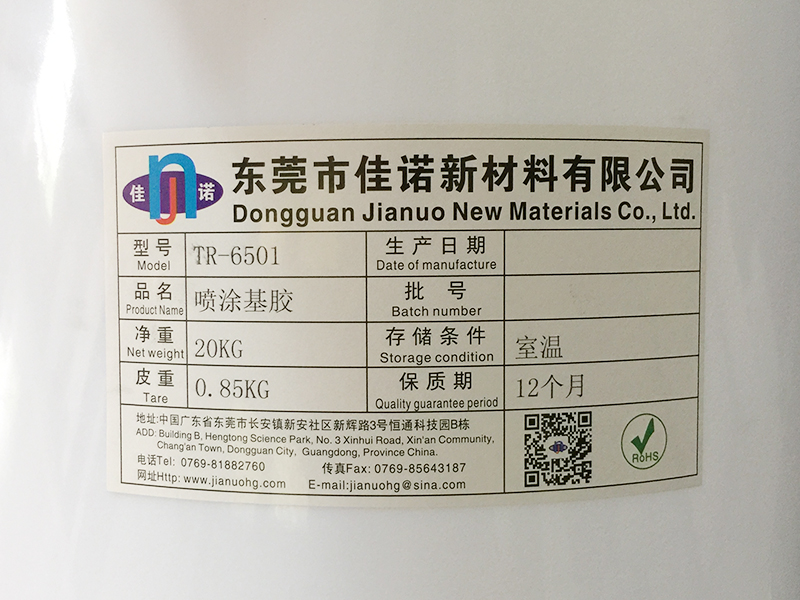 佳 nj 诺
东莞市佳诺新材料有限公司
Dongguan Jianuo New Materials Co., Ltd.
型号 TR-6501 生产日期
Model Date of manufacture
品名 喷涂基胶 批号
Product Name Batch number
净重 20KG 存储条件 室温
Net weight Storage condition
皮重 0.85KG 保质期 12个月
Tare Quality guarantee period
地址:中国广东省东莞市长安镇新安社区新辉路3号恒通科技园B栋
ADD: Building B, Hengtong Science Park, No. 3 Xinhui Road, Xin'an Community,
Chang'an Town, Dongguan City, Guangdong, Province China.
电话Tel: 0769-81882760 传真Fax: 0769-85643187
网址Http: www.jianuohg.com E-mail:jianuohg@sina.com
RoHS